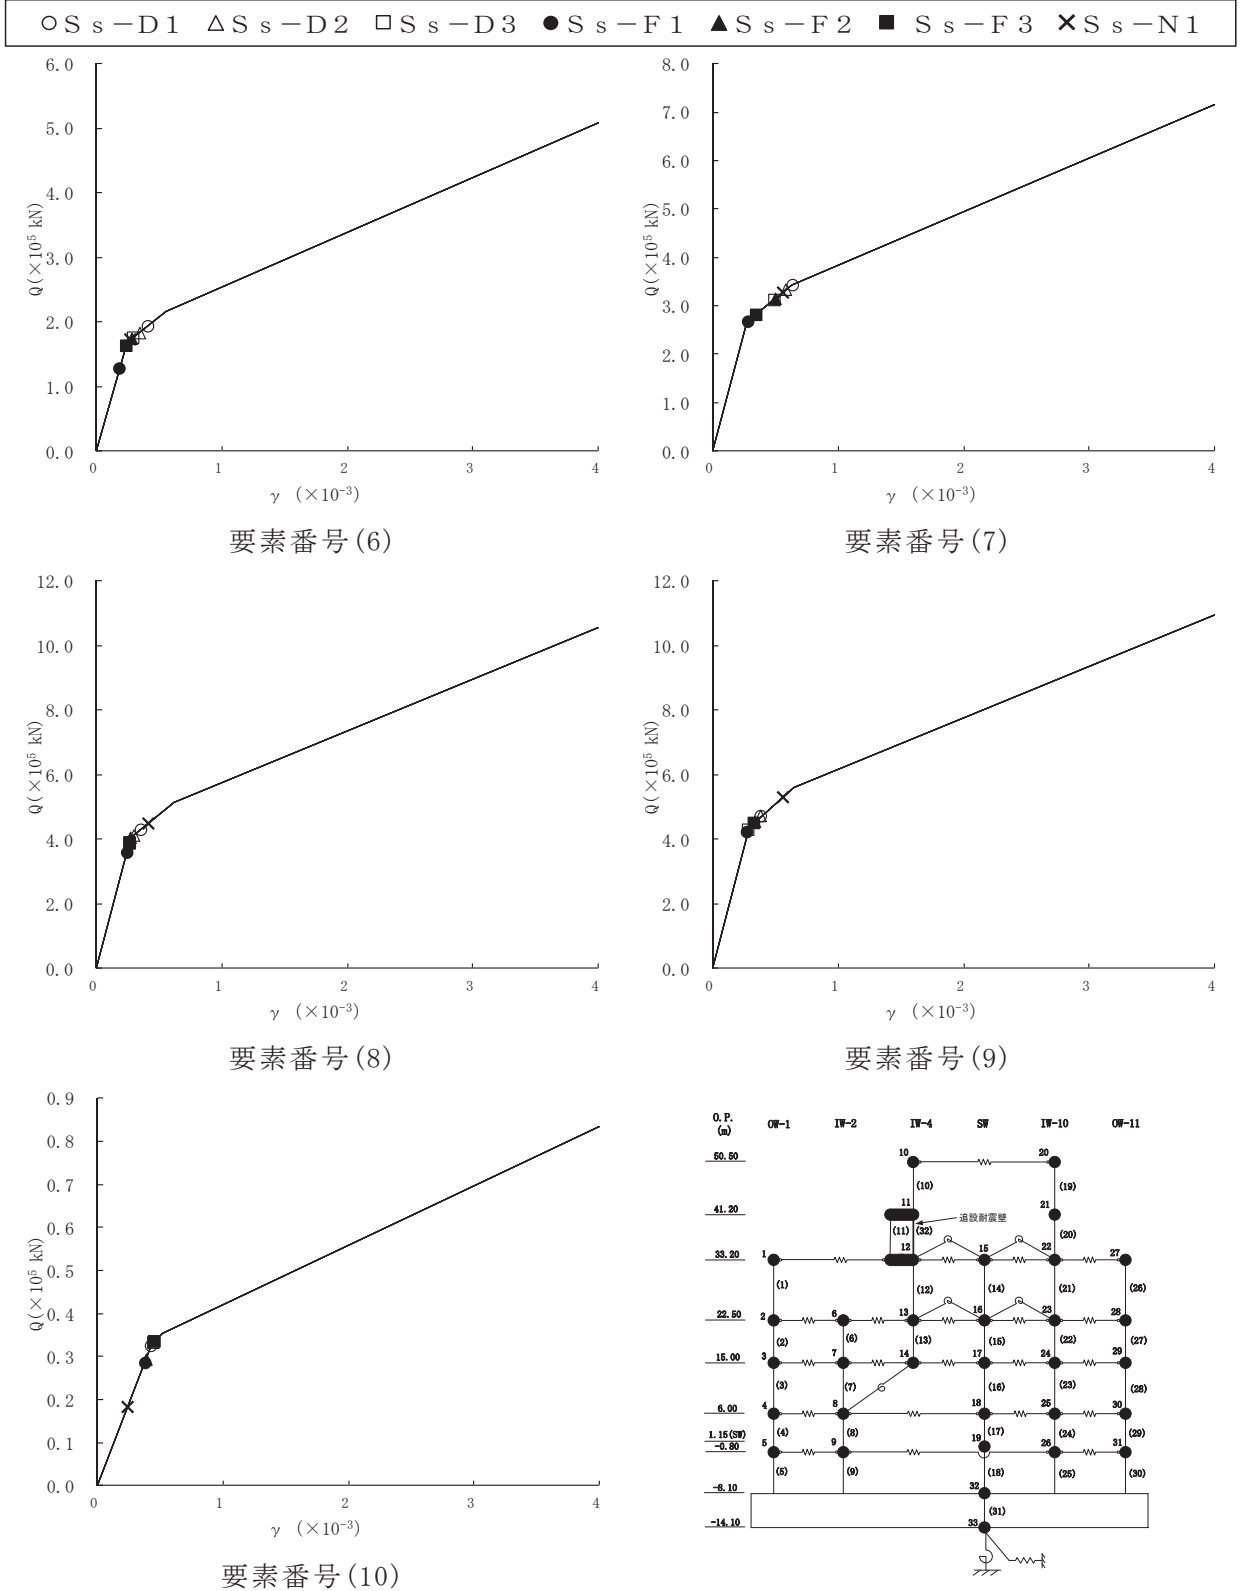 ○Ｓｓ－Ｄ１ △Ｓｓ－Ｄ２ □Ｓｓ－Ｄ３ ●Ｓｓ－Ｆ１ ▲Ｓｓ－Ｆ２ ■ Ｓｓ－Ｆ３ ×Ｓｓ－Ｎ１
6.0
5.0
4.0
3.0
2.0
1.0
0.0
Q(×10⁵ kN)
0 1 2 3 4
γ (×10⁻³)
要素番号(6)
8.0
7.0
6.0
5.0
4.0
3.0
2.0
1.0
0.0
Q(×10⁵ kN)
0 1 2 3 4
γ (×10⁻³)
要素番号(7)
12.0
10.0
8.0
6.0
4.0
2.0
0.0
Q(×10⁵ kN)
0 1 2 3 4
γ (×10⁻³)
要素番号(8)
12.0
10.0
8.0
6.0
4.0
2.0
0.0
Q(×10⁵ kN)
0 1 2 3 4
γ (×10⁻³)
要素番号(9)
0.9
0.8
0.7
0.6
0.5
0.4
0.3
0.2
0.1
0.0
Q(×10⁵ kN)
0 1 2 3 4
γ (×10⁻³)
要素番号(10)
O.P.
(m)
OW-1 IW-2 IW-4 SW IW-10 OW-11
50.50 10 20
(10) (19)
41.20 11 21
追設耐震壁
(11) (32) (20)
33.20 1 12 15 22 27
(1) (12) (14) (21) (26)
22.50 2 6 13 16 23 28
(2) (6) (13) (15) (22) (27)
15.00 3 7 14 17 24 29
(3) (7) (16) (23) (28)
6.00 4 8 18 25 30
(4) (8) (17) (24) (29)
1.15(SW) 19
-0.80 5 9 26 31
(5) (9) (18) (25) (30)
-8.10 32
(31)
-14.10 33